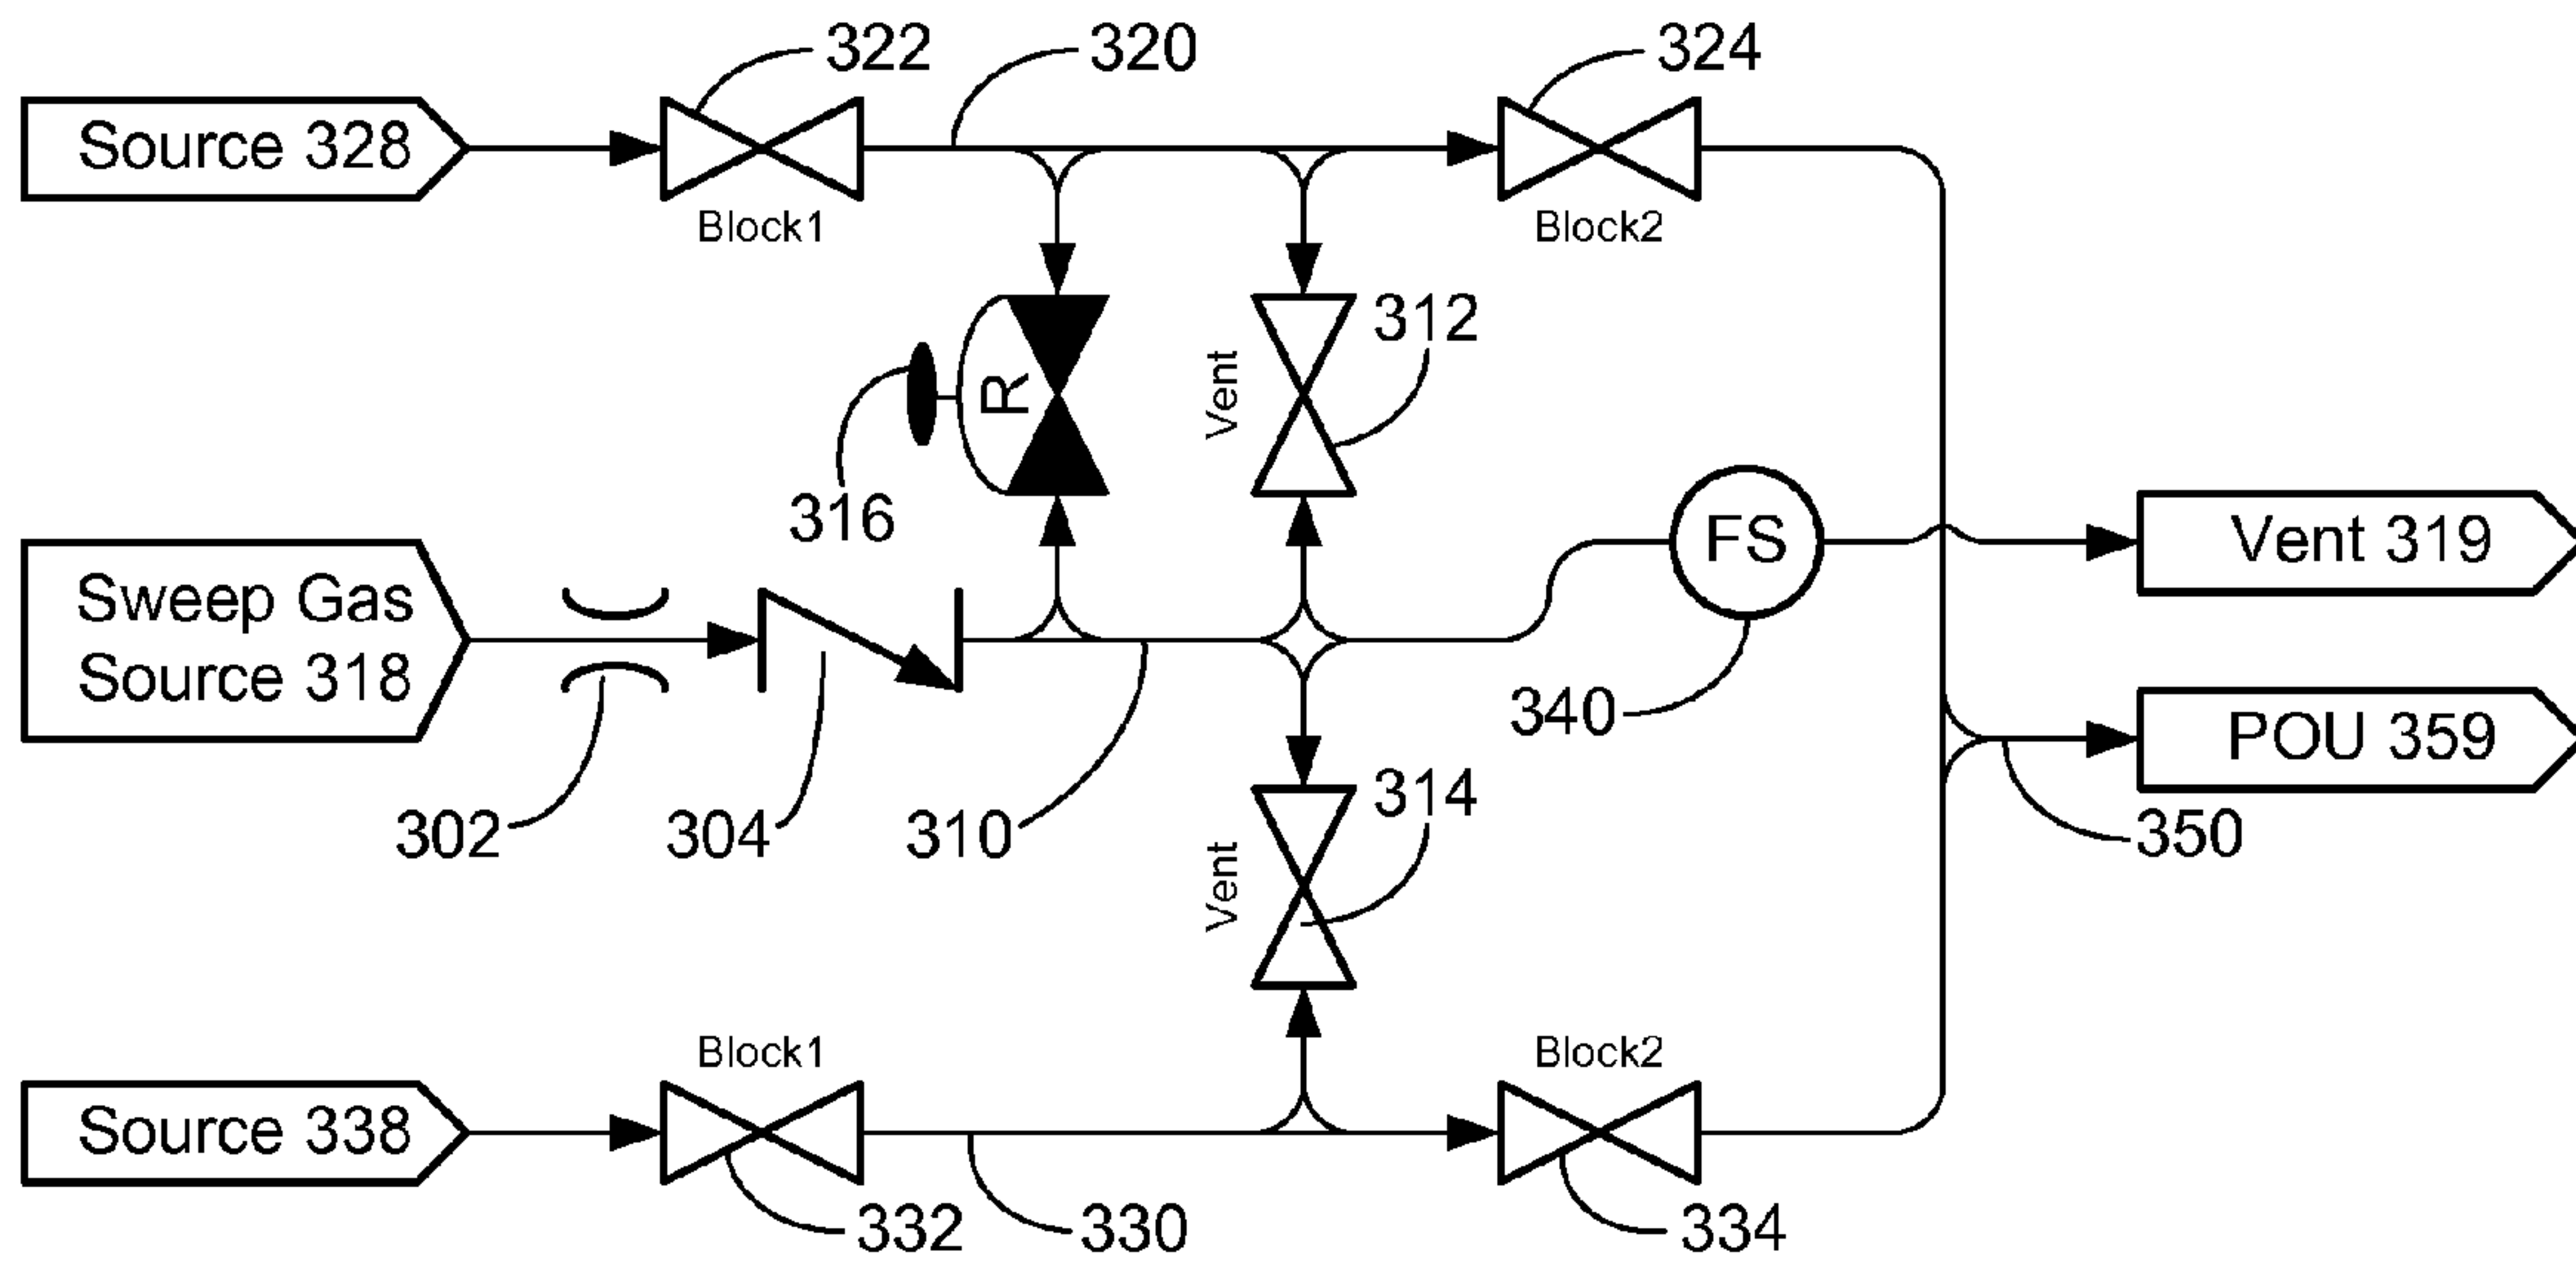 322
320
324
Source 328
Block1
Block2
R
Vent
312
316
FS
Vent 319
Sweep Gas
Source 318
340
POU 359
302
304
310
314
350
Vent
Block1
Block2
Source 338
332
330
334